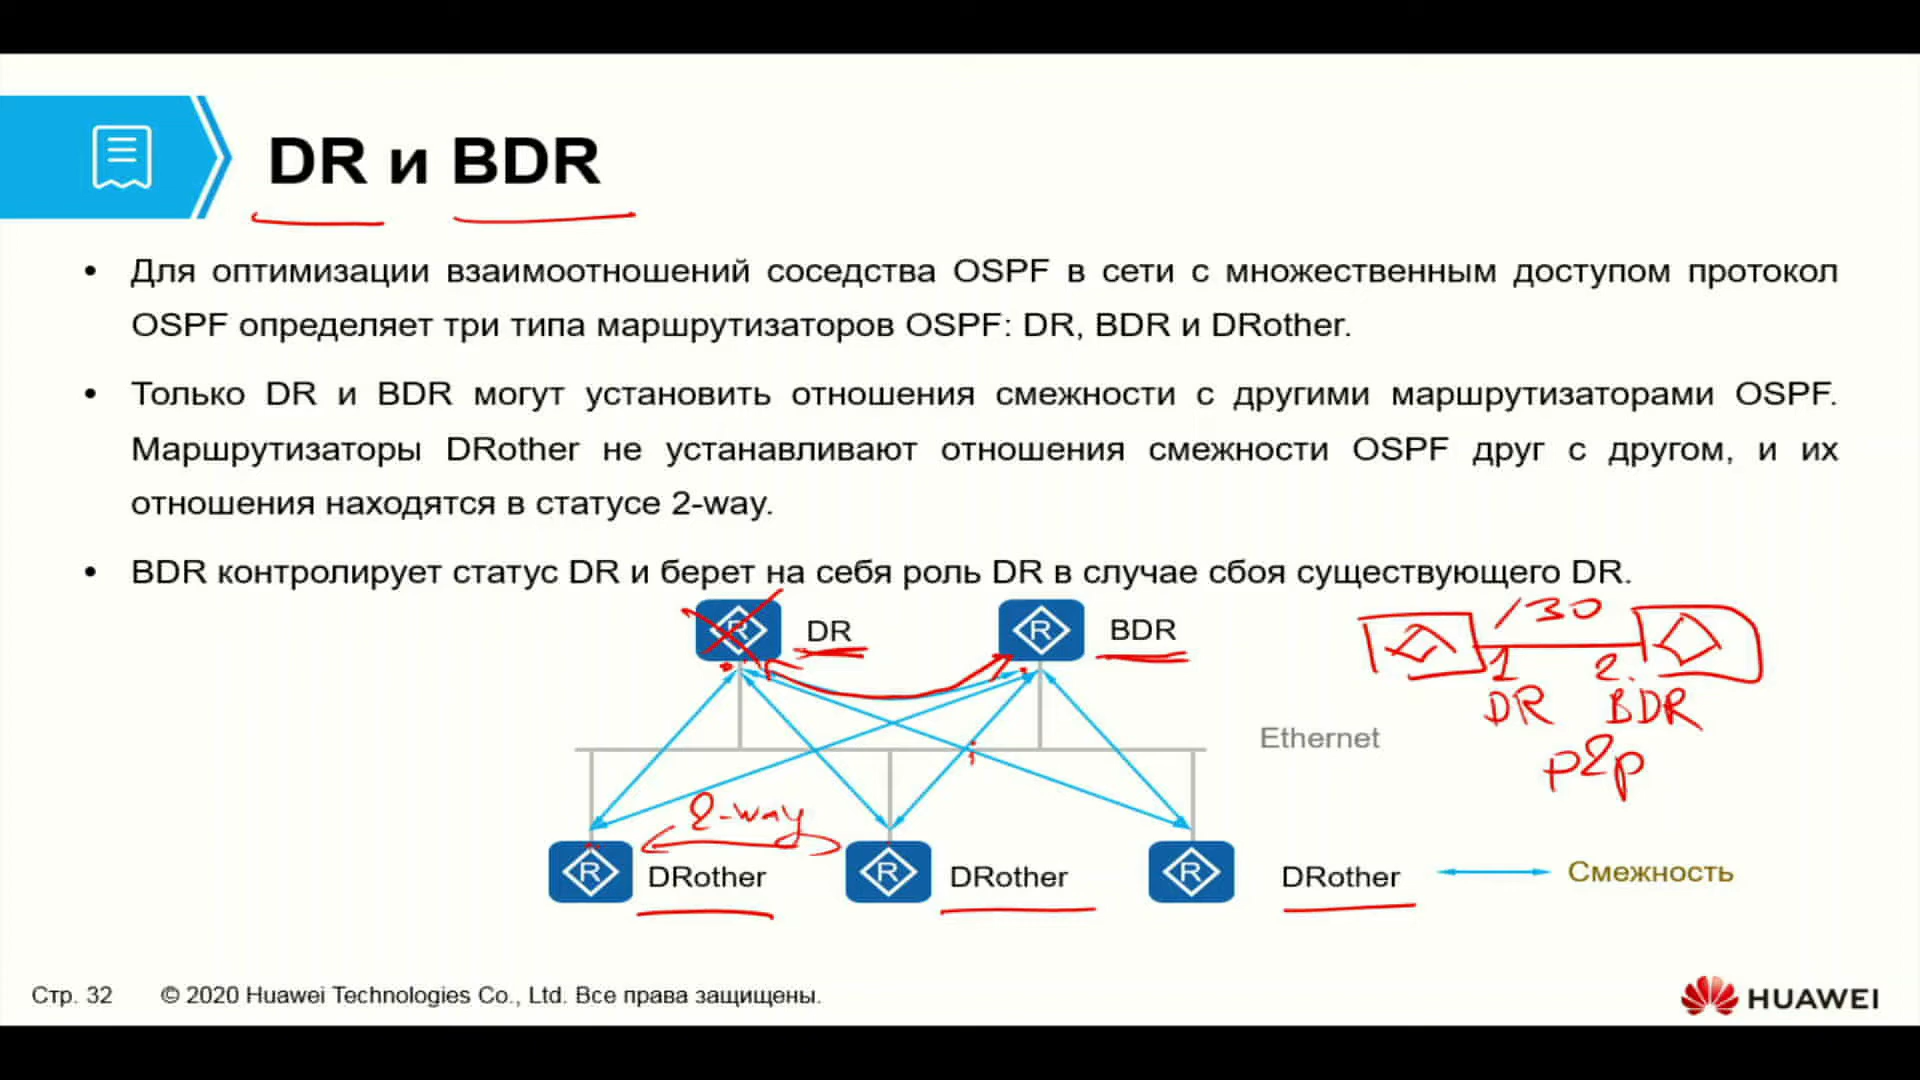 DR и BDR
• Для оптимизации взаимоотношений соседства OSPF в сети с множественным доступом протокол
OSPF определяет три типа маршрутизаторов OSPF: DR, BDR и DRother.
• Только DR и BDR могут установить отношения смежности с другими маршрутизаторами OSPF.
Маршрутизаторы DRother не устанавливают отношения смежности OSPF друг с другом, и их
отношения находятся в статусе 2-way.
• BDR контролирует статус DR и берет на себя роль DR в случае сбоя существующего DR.
R DR R BDR
/30
1 2.
DR BDR
p2p
Ethernet
2-way
R DRother R DRother R DRother
Смежность
Стр. 32 © 2020 Huawei Technologies Co., Ltd. Все права защищены.
HUAWEI